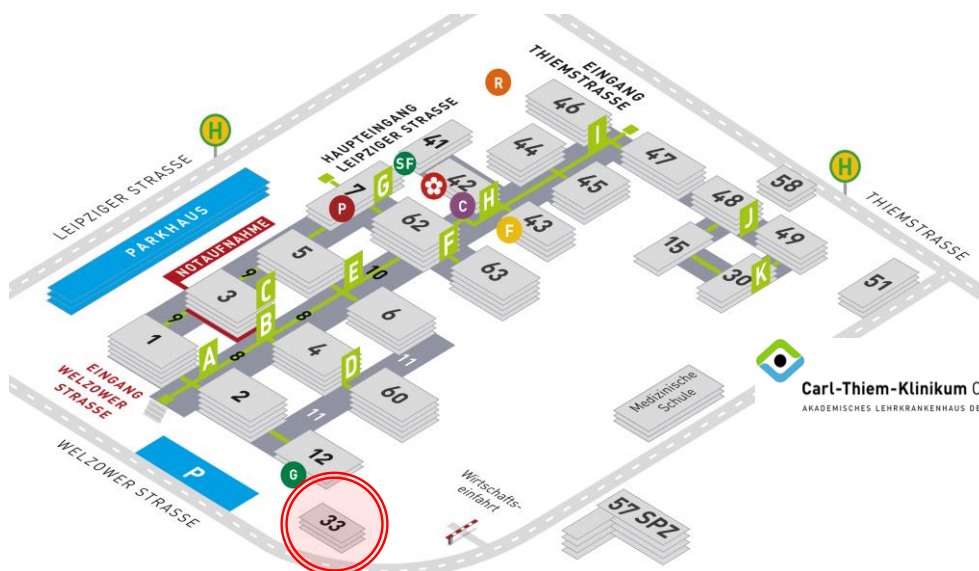 R
EINGANG
THIEMSTRASSE
46
I
H
HAUPTEINGANG
LEIPZIGER STRASSE
41
44
47
SF
42
LEIPZIGER STRASSE
7
G
C
H
45
48
58
H
THIEMSTRASSE
P
62
F
43
J
49
PARKHAUS
NOTAUFNAHME
5
F
15
9
E
10
63
30
K
51
3
C
9
6
B
8
1
A
8
4
D
11
EINGANG
WELZOWER
STRASSE
2
60
11
Medizinische
Schule
Carl-Thiem-Klinikum C
AKADEMISCHES LEHRKRANKENHAUS DE
12
WELZOWER STRASSE
P
G
Wirtschafts-
einfahrt
33
57 SPZ